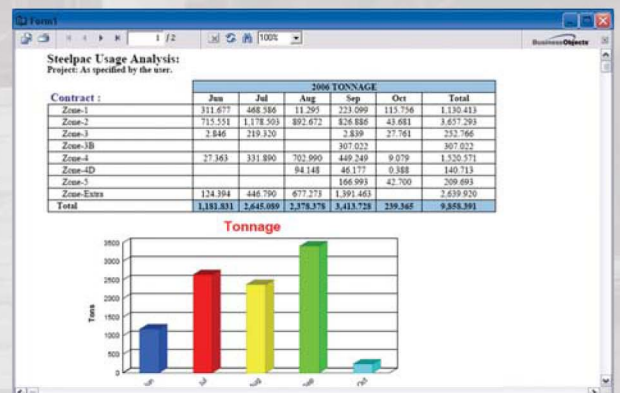 Form1
1 / 2 100% BusinessObjects
Steelpac Usage Analysis:
Project: As specified by the user.
2006 TONNAGE
Contract : Jun Jul Aug Sep Oct Total
Zone-1 311.677 468.586 11.295 223.099 115.756 1,130.413
Zone-2 715.551 1,178.503 892.672 826.886 43.681 3,657.293
Zone-3 2.846 219.320 2.839 27.761 252.766
Zone-3B 307.022 307.022
Zone-4 27.363 331.890 702.990 449.249 9.079 1,520.571
Zone-4D 94.148 46.177 0.388 140.713
Zone-5 166.993 42.700 209.693
Zone-Extra 124.394 446.790 677.273 1,391.463 2,639.920
Total 1,181.831 2,645.089 2,378.378 3,413.728 239.365 9,858.391
Tonnage
3500
3000
2500
2000
1500
1000
500
0
Tons
Jun Jul Aug Sep Oct